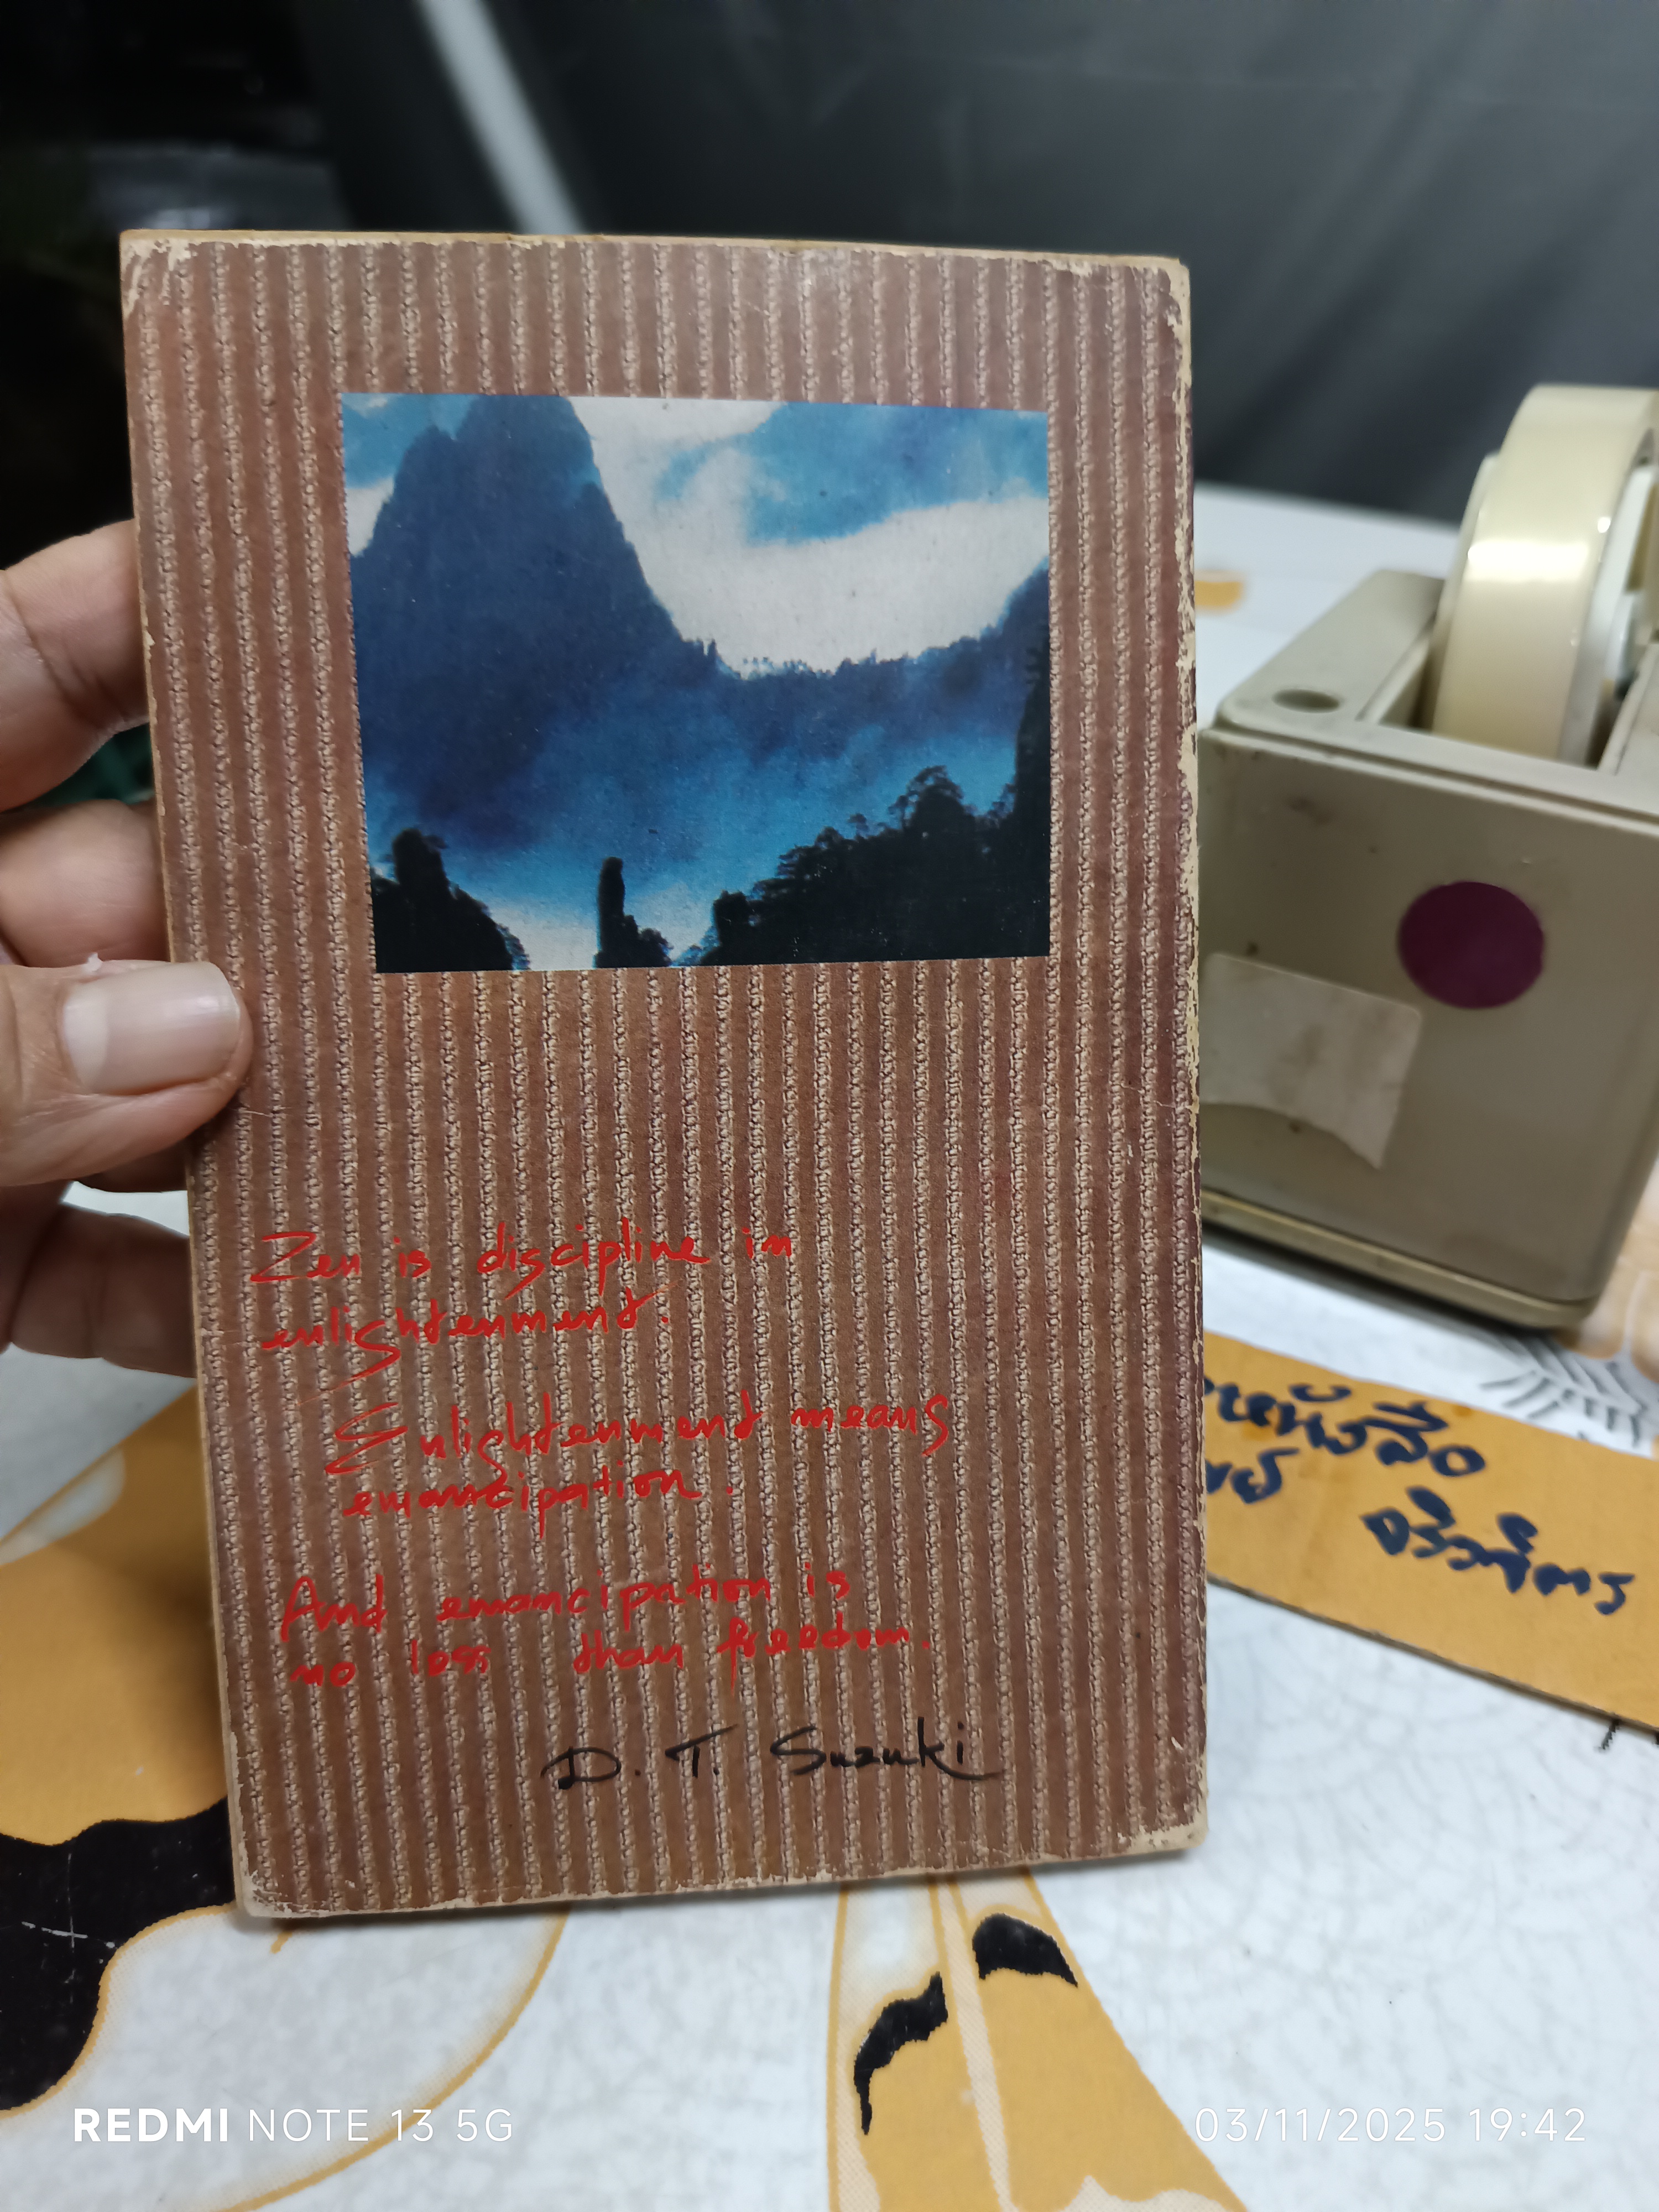 Zen is discipline in
enlightenment.
Enlightenment means
emancipation.
And emancipation is
no less than freedom.
D. T. Suzuki
REDMI NOTE 13 5G
03/11/2025 19:42